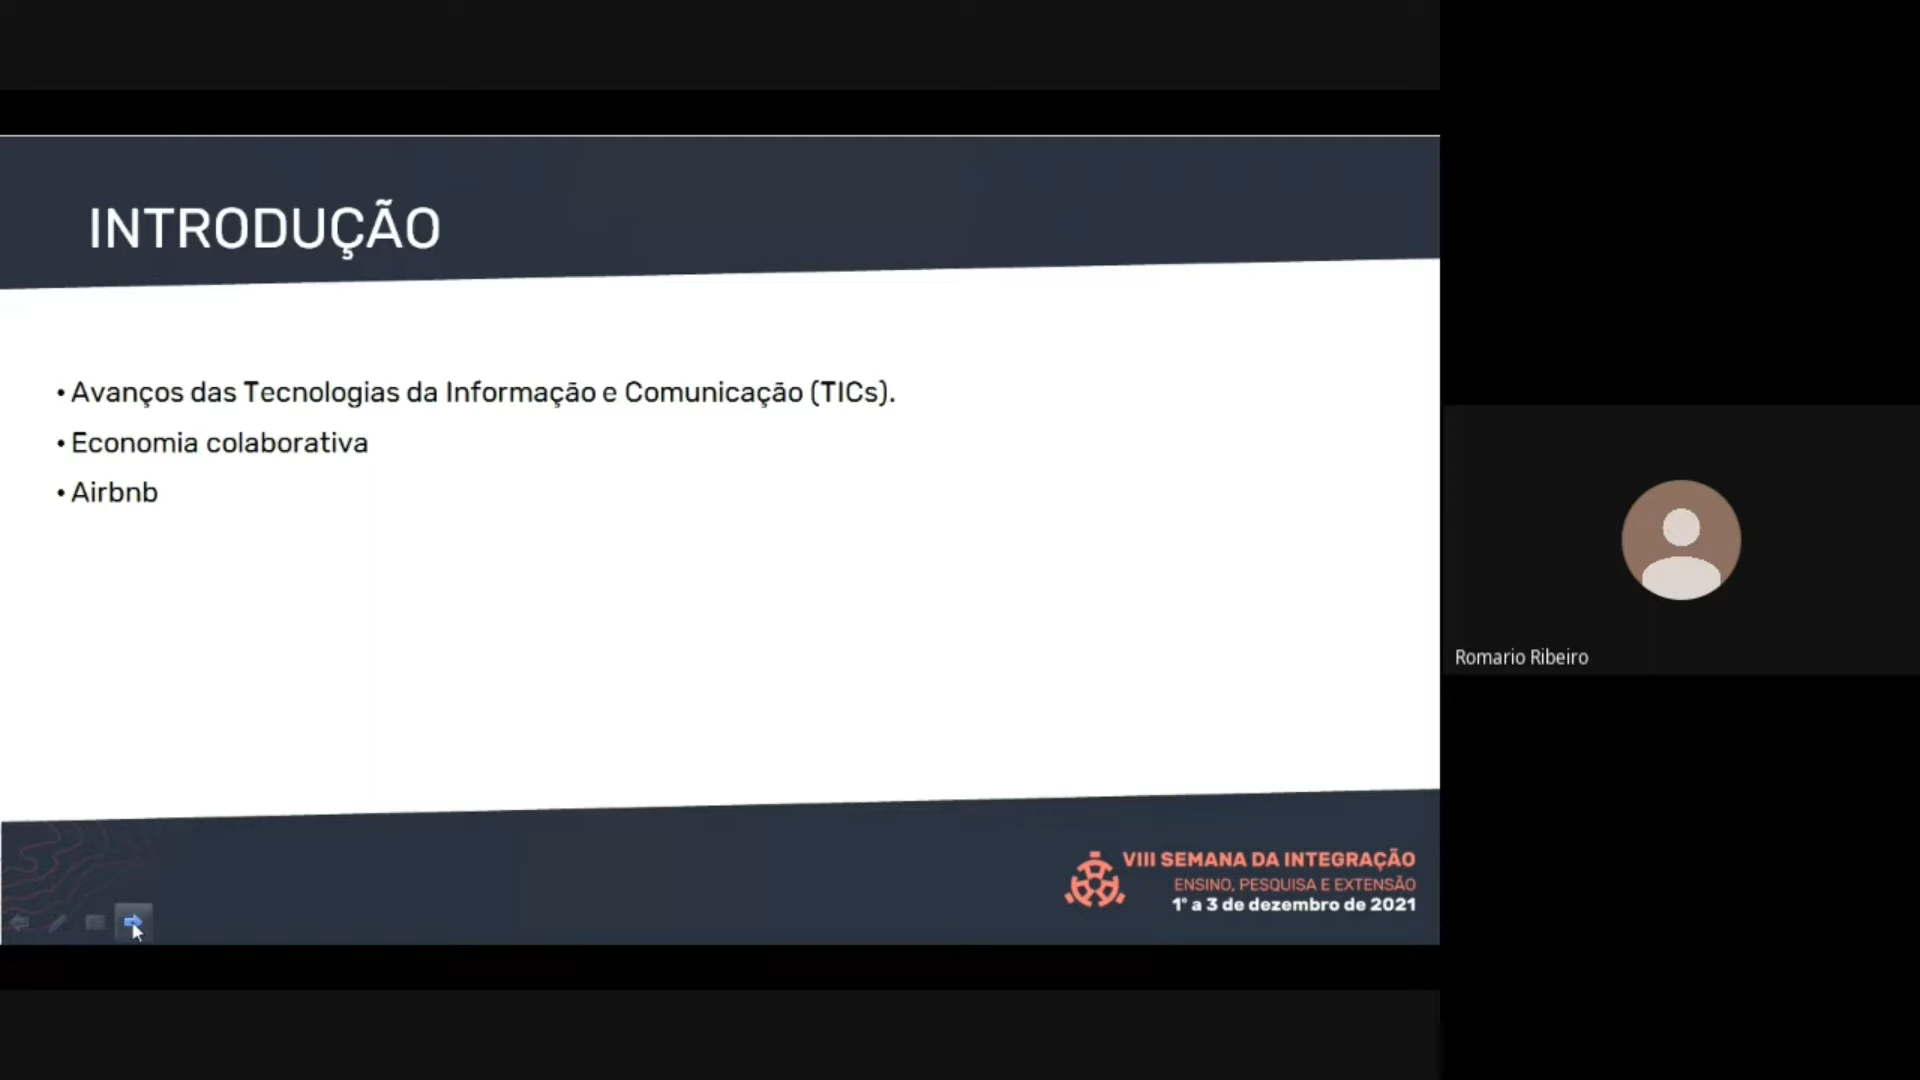 INTRODUÇÃO
• Avanços das Tecnologias da Informação e Comunicação (TICs).
• Economia colaborativa
• Airbnb
Romario Ribeiro
VIII SEMANA DA INTEGRAÇÃO
ENSINO, PESQUISA E EXTENSÃO
1º a 3 de dezembro de 2021